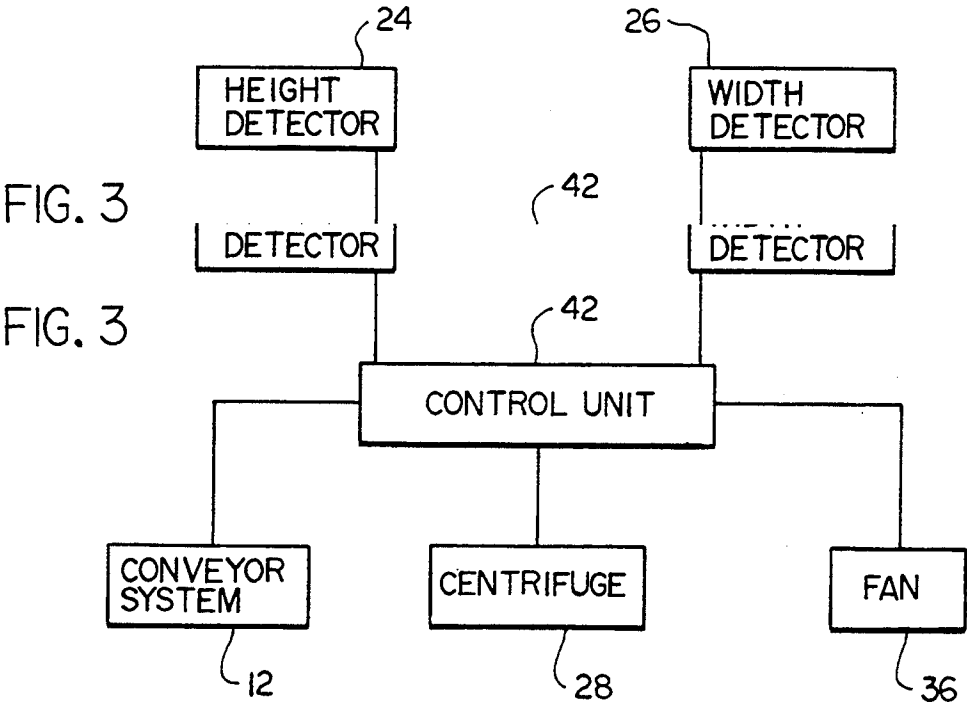 24
26
HEIGHT
DETECTOR
WIDTH
DETECTOR
FIG. 3
42
DETECTOR
DETECTOR
FIG. 3
42
CONTROL UNIT
CONVEYOR
SYSTEM
CENTRIFUGE
FAN
12
28
36